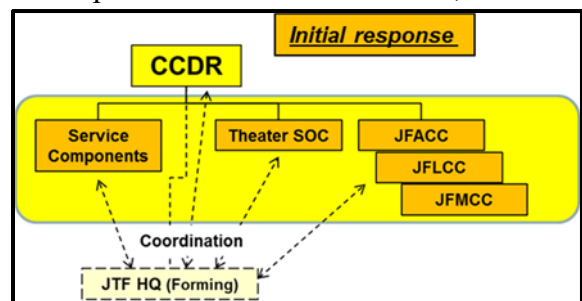 Initial response
CCDR
Service
Components
Theater SOC
JFACC
JFLCC
JFMCC
Coordination
JTF HQ (Forming)